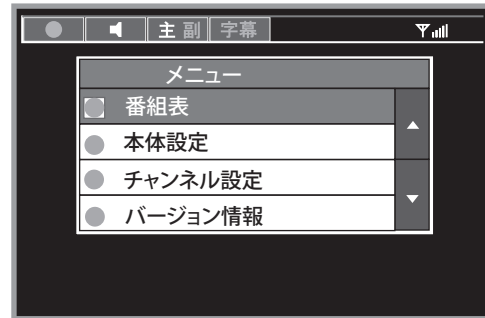 主 副 字幕
メニュー
番組表
本体設定
チャンネル設定
バージョン情報